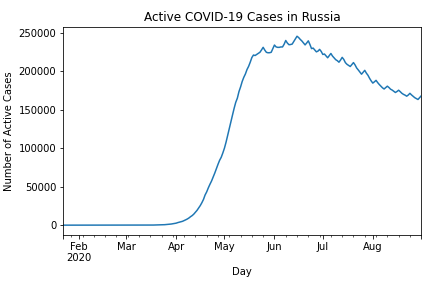 Active COVID-19 Cases in Russia
Number of Active Cases
250000
200000
150000
100000
50000
0
Feb
2020
Mar
Apr
May
Jun
Jul
Aug
Day